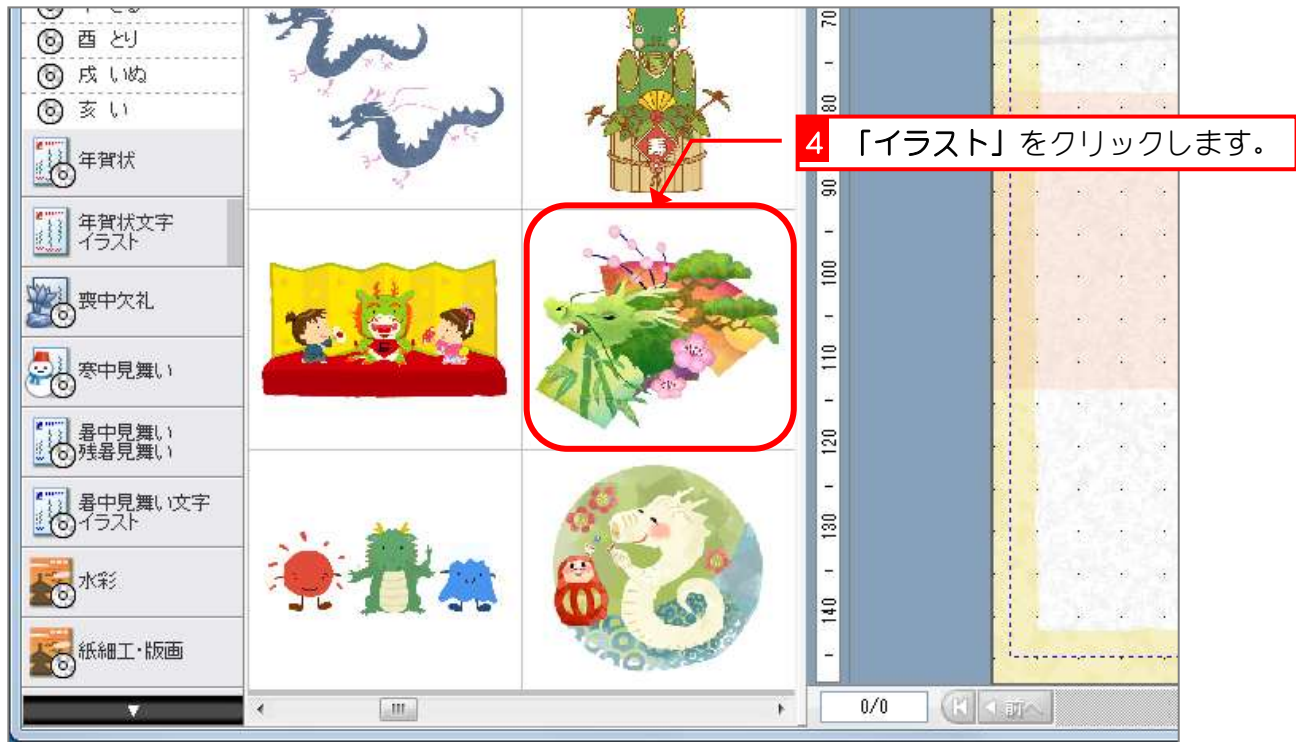 酉 とり
戌 いぬ
亥 い
年賀状
年賀状文字
イラスト
喪中欠礼
寒中見舞い
暑中見舞い
残暑見舞い
暑中見舞い文字
イラスト
水彩
紙細工・版画
寿
4 「イラスト」をクリックします。
70
80
90
100
110
120
130
140
0/0
前へ